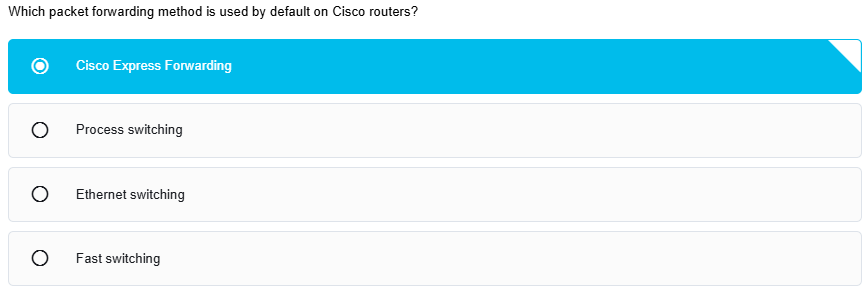 Which packet forwarding method is used by default on Cisco routers?
Cisco Express Forwarding
Process switching
Ethernet switching
Fast switching